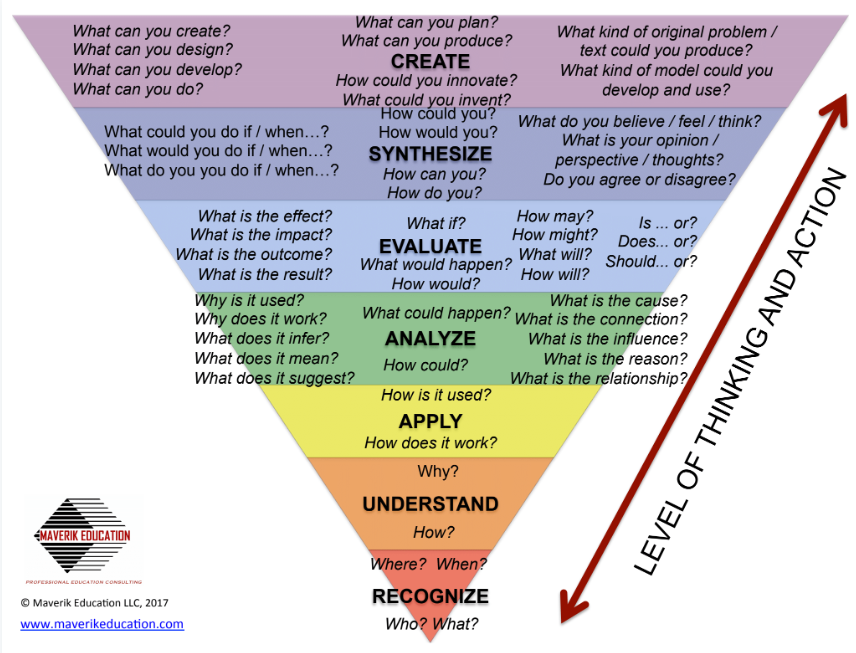 What can you create?
What can you design?
What can you develop?
What can you do?
What can you plan?
What can you produce?
CREATE
How could you innovate?
What could you invent?
What kind of original problem /
text could you produce?
What kind of model could you
develop and use?
What could you do if / when…?
What would you do if / when…?
What do you you do if / when…?
How could you?
How would you?
SYNTHESIZE
How can you?
How do you?
What do you believe / feel / think?
What is your opinion /
perspective / thoughts?
Do you agree or disagree?
What is the effect?
What is the impact?
What is the outcome?
What is the result?
What if?
EVALUATE
What would happen?
How would?
How may?
How might?
What will?
How will?
Is ... or?
Does... or?
Should... or?
Why is it used?
Why does it work?
What does it infer?
What does it mean?
What does it suggest?
What could happen?
ANALYZE
How could?
What is the cause?
What is the connection?
What is the influence?
What is the reason?
What is the relationship?
How is it used?
APPLY
How does it work?
Why?
UNDERSTAND
How?
Where? When?
RECOGNIZE
Who? What?
LEVEL OF THINKING AND ACTION
MAVERIK EDUCATION
PROFESSIONAL EDUCATION CONSULTING
© Maverik Education LLC, 2017
www.maverikeducation.com